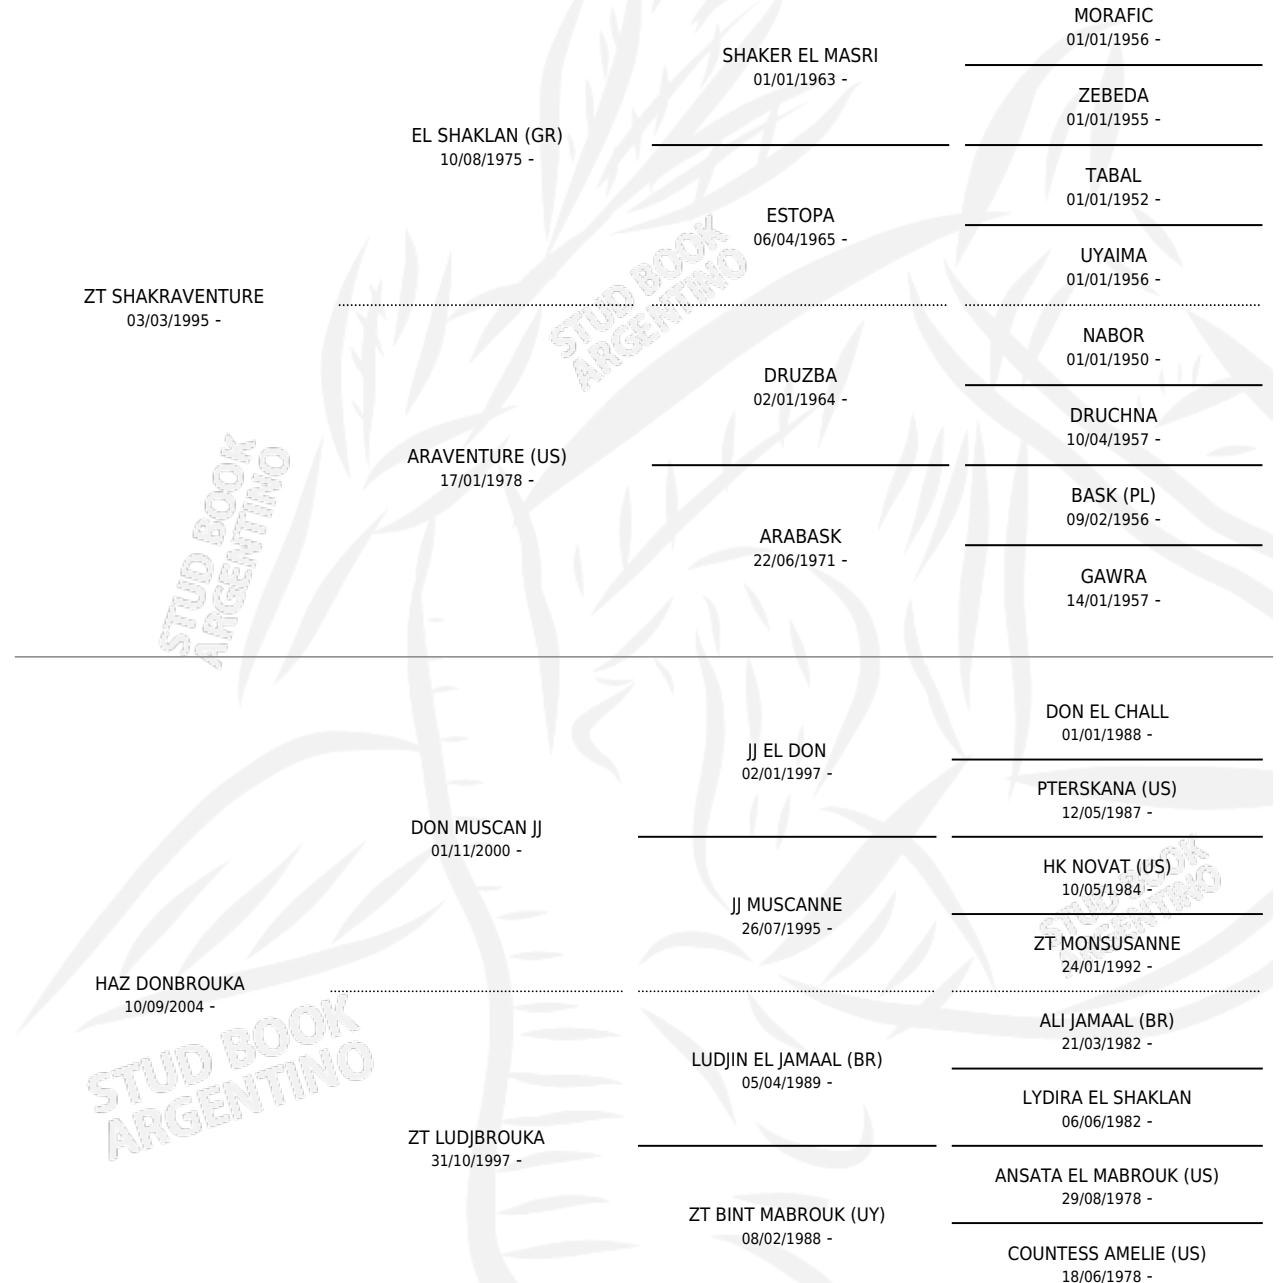 MORAFIC
01/01/1956 -
SHAKER EL MASRI
01/01/1963 -
ZEBEDA
01/01/1955 -
EL SHAKLAN (GR)
10/08/1975 -
TABAL
01/01/1952 -
ESTOPA
06/04/1965 -
UYAIMA
01/01/1956 -
ZT SHAKRAVENTURE
03/03/1995 -
NABOR
01/01/1950 -
DRUZBA
02/01/1964 -
DRUCHNA
10/04/1957 -
ARAVENTURE (US)
17/01/1978 -
BASK (PL)
09/02/1956 -
ARABASK
22/06/1971 -
GAWRA
14/01/1957 -
DON EL CHALL
01/01/1988 -
JJ EL DON
02/01/1997 -
PTERSKANA (US)
12/05/1987 -
DON MUSCAN JJ
01/11/2000 -
HK NOVAT (US)
10/05/1984 -
JJ MUSCANNE
26/07/1995 -
ZT MONSUSANNE
24/01/1992 -
HAZ DONBROUKA
10/09/2004 -
ALI JAMAAL (BR)
21/03/1982 -
LUDJIN EL JAMAAL (BR)
05/04/1989 -
LYDIRA EL SHAKLAN
06/06/1982 -
ZT LUDJBROUKA
31/10/1997 -
ANSATA EL MABROUK (US)
29/08/1978 -
ZT BINT MABROUK (UY)
08/02/1988 -
COUNTESS AMELIE (US)
18/06/1978 -
STUD BOOK
ARGENTINO
STUD BOOK
ARGENTINO
STUD BOOK
ARGENTINO
STUD BOOK
ARGENTINO